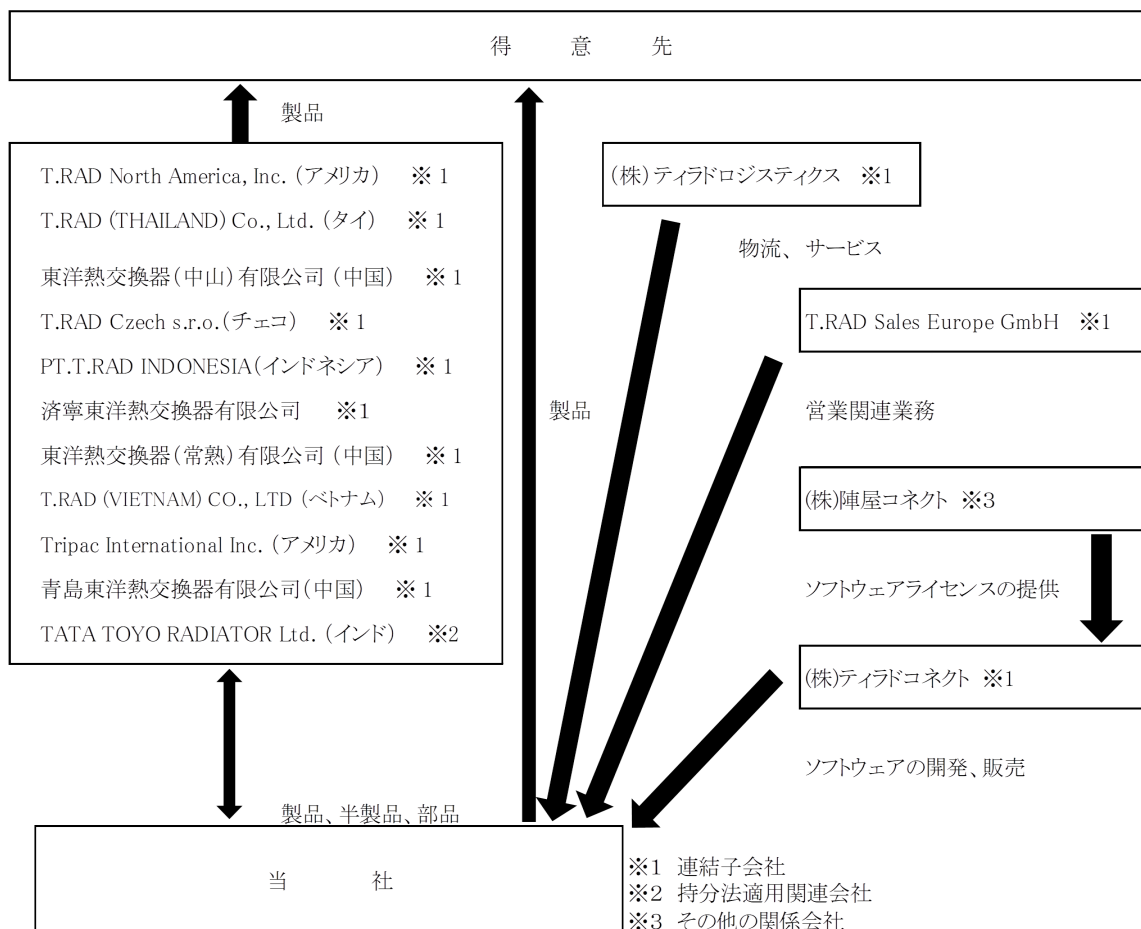 得 意 先
製品
T.RAD North America, Inc. (アメリカ) ※1
T.RAD (THAILAND) Co., Ltd. (タイ) ※1
東洋熱交換器(中山)有限公司 (中国) ※1
T.RAD Czech s.r.o.(チェコ) ※1
PT.T.RAD INDONESIA(インドネシア) ※1
済寧東洋熱交換器有限公司 ※1
東洋熱交換器(常熟)有限公司 (中国) ※1
T.RAD (VIETNAM) CO., LTD (ベトナム) ※1
Tripac International Inc. (アメリカ) ※1
青島東洋熱交換器有限公司(中国) ※1
TATA TOYO RADIATOR Ltd. (インド) ※2
製品
(株)ティラドロジスティクス ※1
物流、サービス
T.RAD Sales Europe GmbH ※1
営業関連業務
(株)陣屋コネクト ※3
ソフトウェアライセンスの提供
(株)ティラドコネクト ※1
ソフトウェアの開発、販売
製品、半製品、部品
当 社
※1 連結子会社
※2 持分法適用関連会社
※3 その他の関係会社